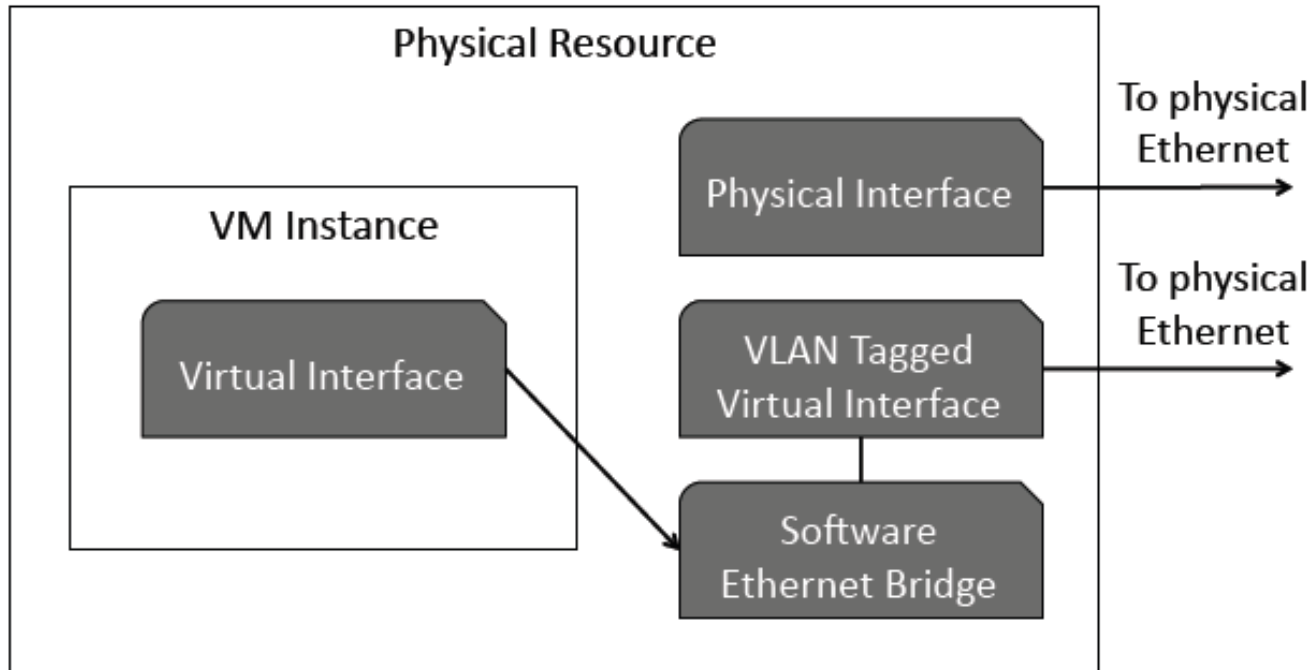 Physical Resource
To physical
Ethernet
Physical Interface
VM Instance
To physical
Ethernet
Virtual Interface
VLAN Tagged
Virtual Interface
Software
Ethernet Bridge